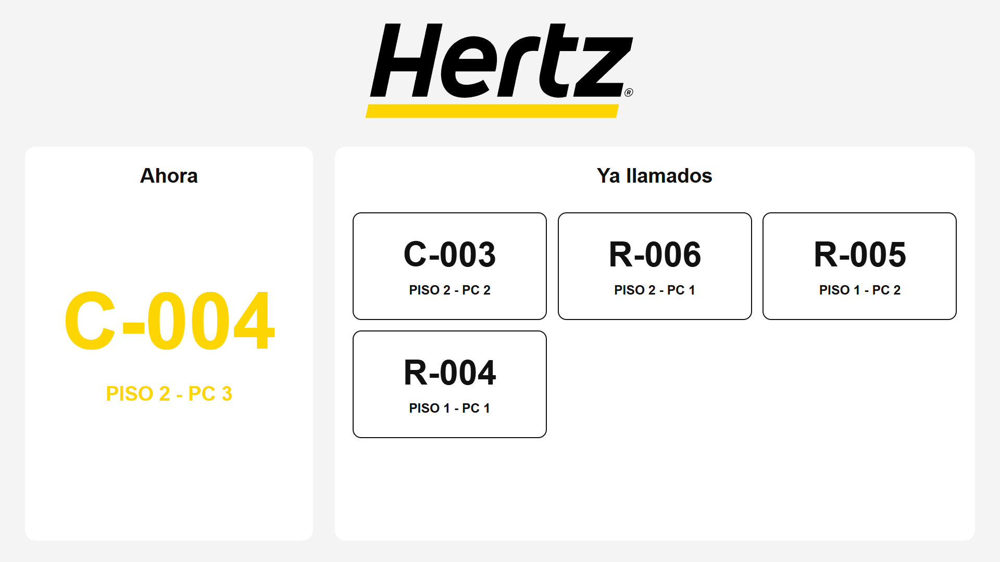 Hertz®
Ahora
C-004
PISO 2 - PC 3
Ya llamados
C-003
PISO 2 - PC 2
R-006
PISO 2 - PC 1
R-005
PISO 1 - PC 2
R-004
PISO 1 - PC 1